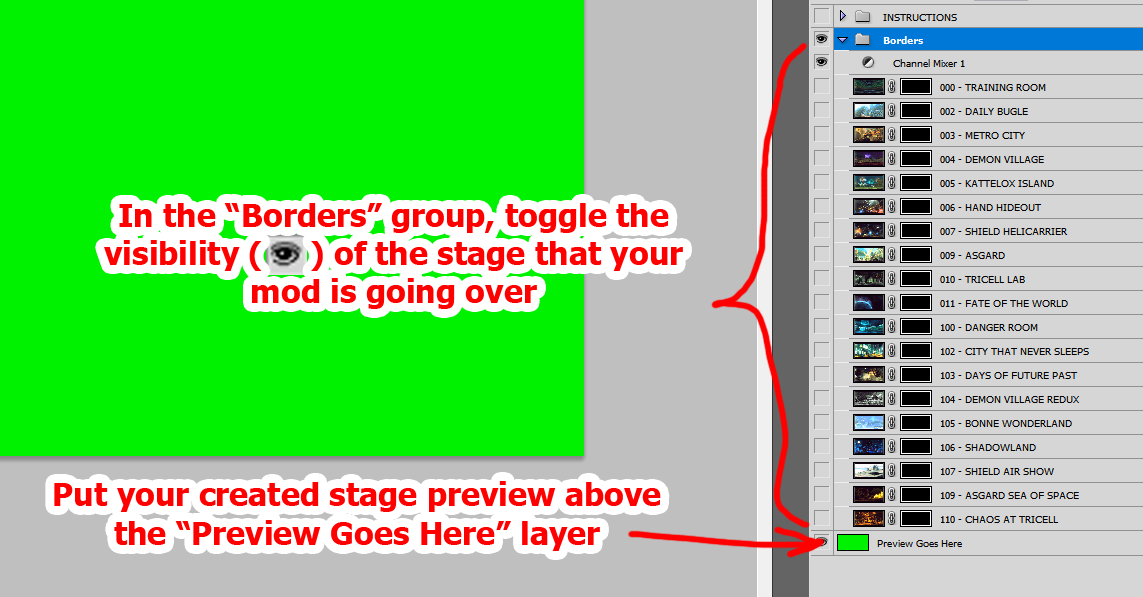 INSTRUCTIONS
Borders
Channel Mixer 1
000 - TRAINING ROOM
002 - DAILY BUGLE
003 - METRO CITY
004 - DEMON VILLAGE
005 - KATTELOX ISLAND
006 - HAND HIDEOUT
007 - SHIELD HELICARRIER
009 - ASGARD
010 - TRICELL LAB
011 - FATE OF THE WORLD
100 - DANGER ROOM
102 - CITY THAT NEVER SLEEPS
103 - DAYS OF FUTURE PAST
104 - DEMON VILLAGE REDUX
105 - BONNE WONDERLAND
106 - SHADOWLAND
107 - SHIELD AIR SHOW
109 - ASGARD SEA OF SPACE
110 - CHAOS AT TRICELL
Preview Goes Here
In the “Borders” group, toggle the
visibility ( ) of the stage that your
mod is going over
Put your created stage preview above
the “Preview Goes Here” layer